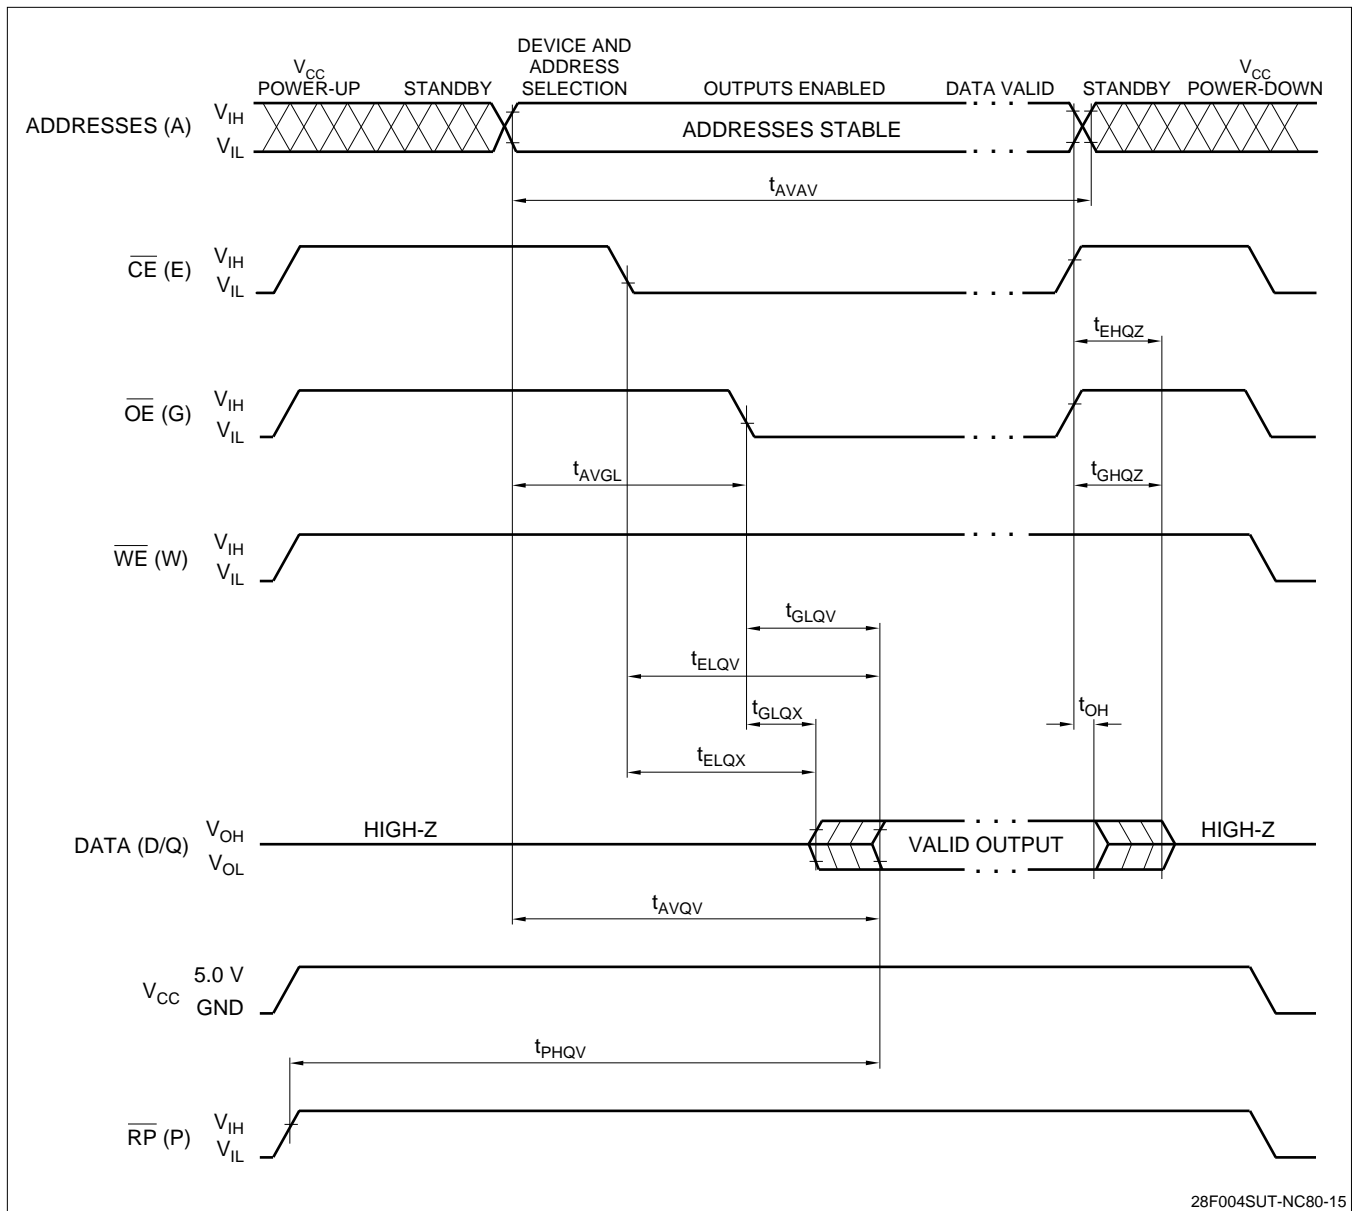 DEVICE AND
VCC ADDRESS VCC
POWER-UP STANDBY SELECTION OUTPUTS ENABLED DATA VALID STANDBY POWER-DOWN
ADDRESSES (A) VIH
VIL
ADDRESSES STABLE
tAVAV
CE (E) VIH
VIL
tEHQZ
OE (G) VIH
VIL
tAVGL tGHQZ
WE (W) VIH
VIL
tGLQV
tELQV
tGLQX tOH
tELQX
DATA (D/Q) VOH
VOL
HIGH-Z VALID OUTPUT HIGH-Z
tAVQV
VCC 5.0 V
GND
tPHQV
RP (P) VIH
VIL
28F004SUT-NC80-15